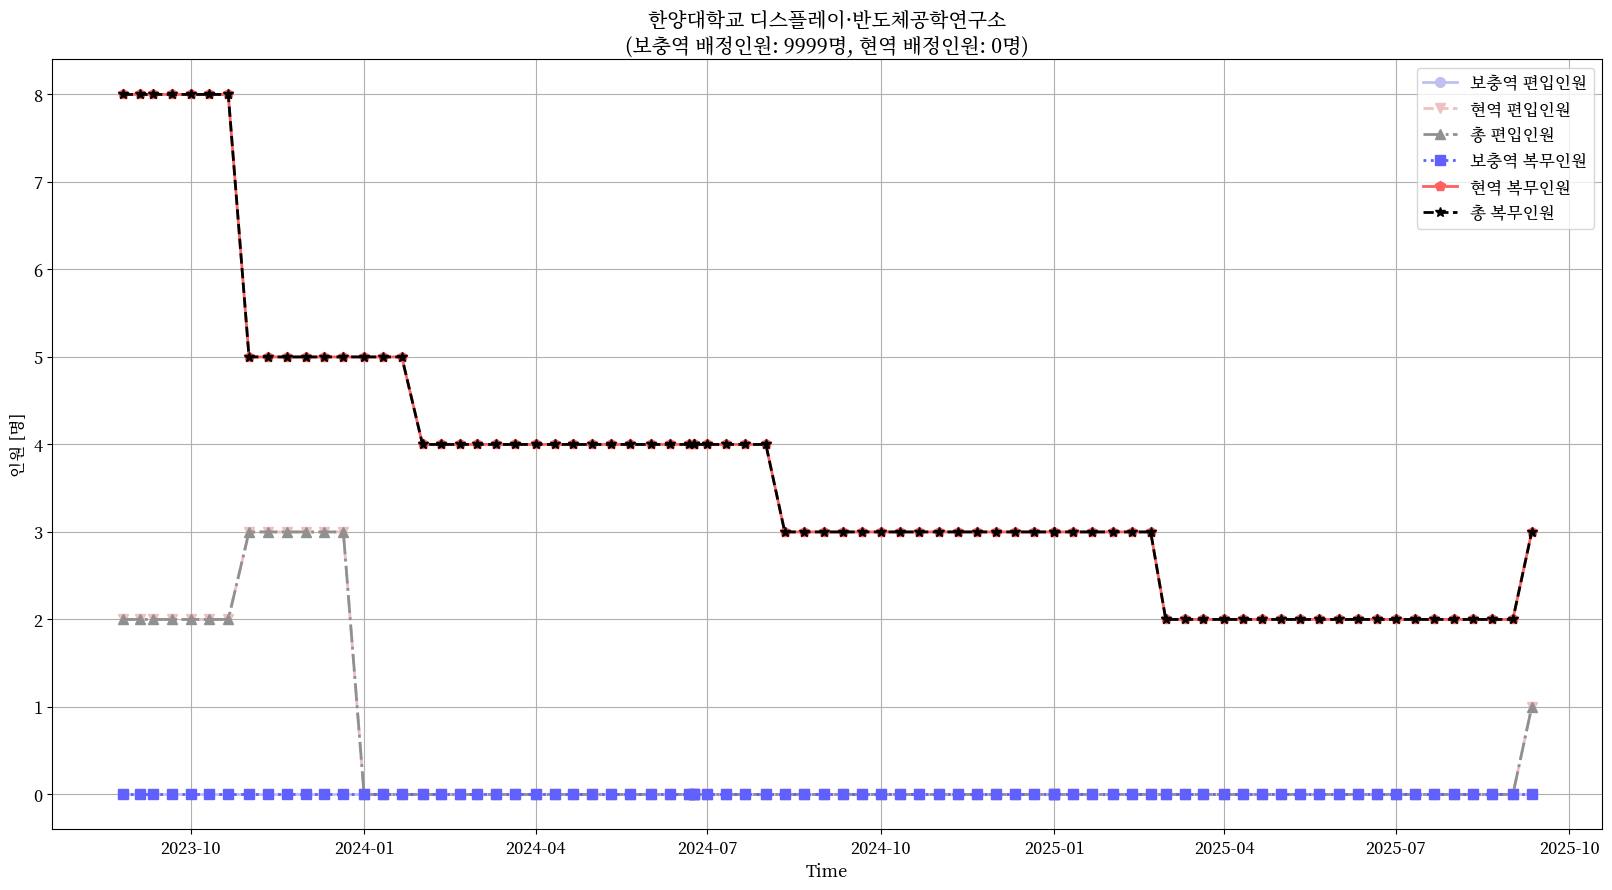 한양대학교 디스플레이·반도체공학연구소
(보충역 배정인원: 9999명, 현역 배정인원: 0명)
보충역 편입인원
현역 편입인원
총 편입인원
보충역 복무인원
현역 복무인원
총 복무인원
인원 [명]
8
7
6
5
4
3
2
1
0
2023-10
2024-01
2024-04
2024-07
2024-10
2025-01
2025-04
2025-07
2025-10
Time